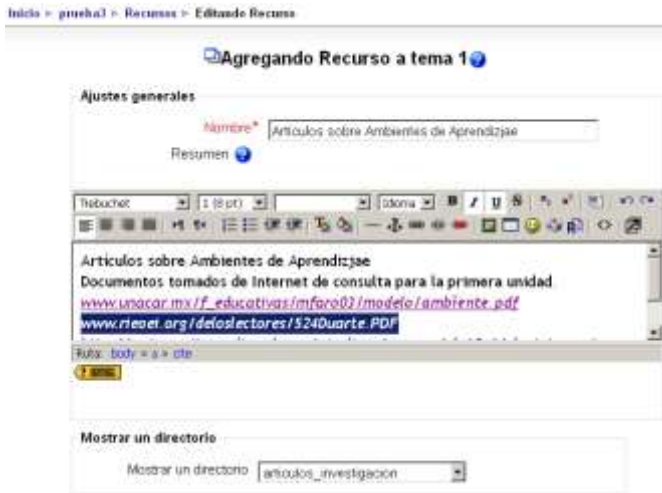 Inicio » prueba3 » Recursos » Editando Recurso
Agregando Recurso a tema 1
Ajustes generales
Nombre* Articulos sobre Ambientes de Aprendizjae
Resumen
Trebuchet 1 (8 pt) Idioma B I U S
Articulos sobre Ambientes de Aprendizjae
Documentos tomados de Internet de consulta para la primera unidad
www.unacar.mx/f_educativas/mfaro03/modelo/ambiente.pdf
www.rieoei.org/deloslectores/524Duarte.PDF
Ruta: body » a » cite
Mostrar un directorio
Mostrar un directorio articulos_investigacion